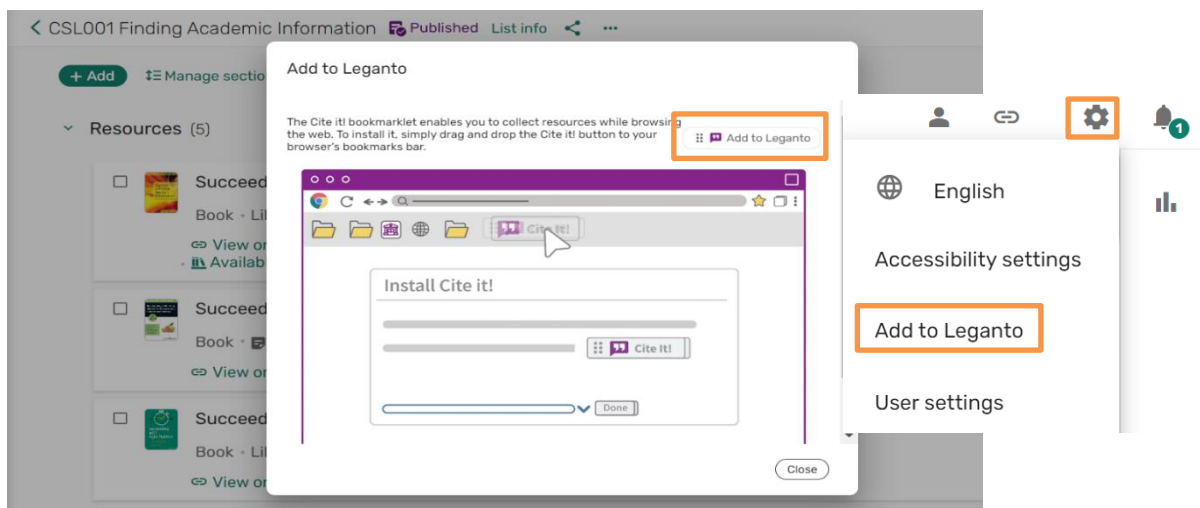 CSL001 Finding Academic Information Published List info
+ Add Manage sectio
Resources (5)
Succeed
Book • Lil
View or
Availab
Succeed
Book •
View or
Succeed
Book • Lil
View or
Add to Leganto
The Cite it! bookmarklet enables you to collect resources while browsing
the web. To install it, simply drag and drop the Cite it! button to your
browser's bookmarks bar.
Add to Leganto
Cite It!
Install Cite it!
Cite It!
Done
Close
1
English
Accessibility settings
Add to Leganto
User settings